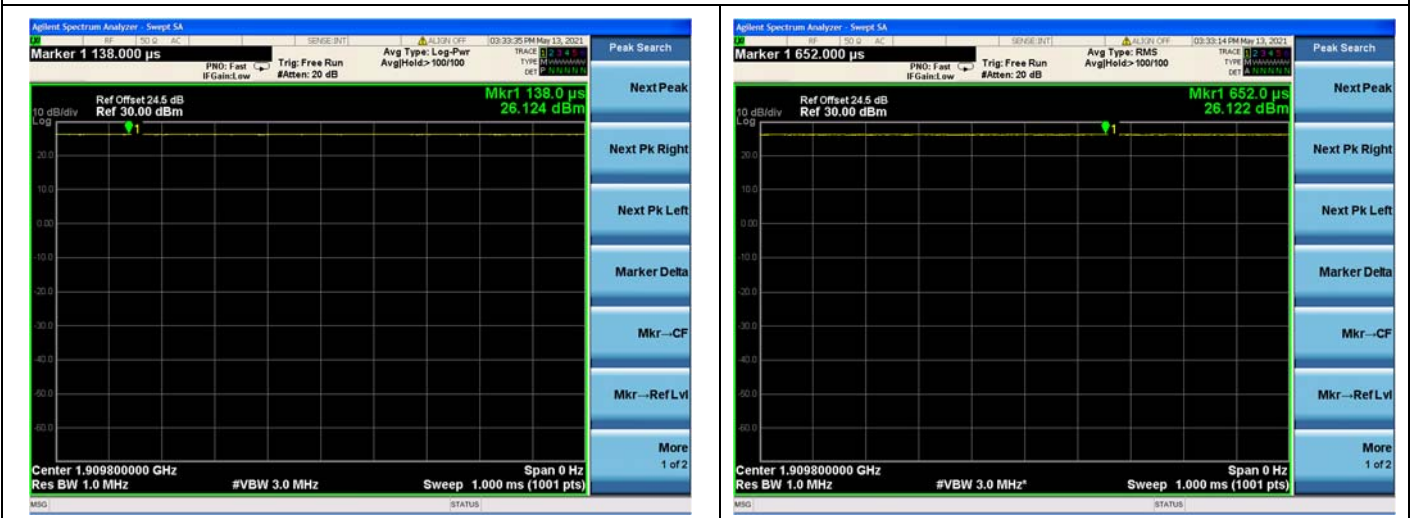 Agilent Spectrum Analyzer - Swept SA
RF 50 Ω AC SENSE:INT ALIGN OFF 03:33:35 PM May 13, 2021
Marker 1 138.000 µs
PNO: Fast
IFGain:Low
Trig: Free Run
#Atten: 20 dB
Avg Type: Log-Pwr
Avg|Hold:>100/100
TRACE 1 2 3 4 5 6
TYPE M
DET P N N N N N
Ref Offset 24.5 dB
Ref 30.00 dBm
10 dB/div
Log
Mkr1 138.0 µs
26.124 dBm
1
20.0
10.0
0.00
-10.0
-20.0
-30.0
-40.0
-50.0
-60.0
Center 1.909800000 GHz
Span 0 Hz
Res BW 1.0 MHz
#VBW 3.0 MHz
Sweep 1.000 ms (1001 pts)
MSG
STATUS
Peak Search
Next Peak
Next Pk Right
Next Pk Left
Marker Delta
Mkr→CF
Mkr→Ref Lvl
More
1 of 2
Agilent Spectrum Analyzer - Swept SA
RF 50 Ω AC SENSE:INT ALIGN OFF 03:33:14 PM May 13, 2021
Marker 1 652.000 µs
PNO: Fast
IFGain:Low
Trig: Free Run
#Atten: 20 dB
Avg Type: RMS
Avg|Hold:>100/100
TRACE 1 2 3 4 5 6
TYPE M
DET A N N N N N
Ref Offset 24.5 dB
Ref 30.00 dBm
10 dB/div
Log
Mkr1 652.0 µs
26.122 dBm
1
20.0
10.0
0.00
-10.0
-20.0
-30.0
-40.0
-50.0
-60.0
Center 1.909800000 GHz
Span 0 Hz
Res BW 1.0 MHz
#VBW 3.0 MHz*
Sweep 1.000 ms (1001 pts)
MSG
STATUS
Peak Search
Next Peak
Next Pk Right
Next Pk Left
Marker Delta
Mkr→CF
Mkr→Ref Lvl
More
1 of 2